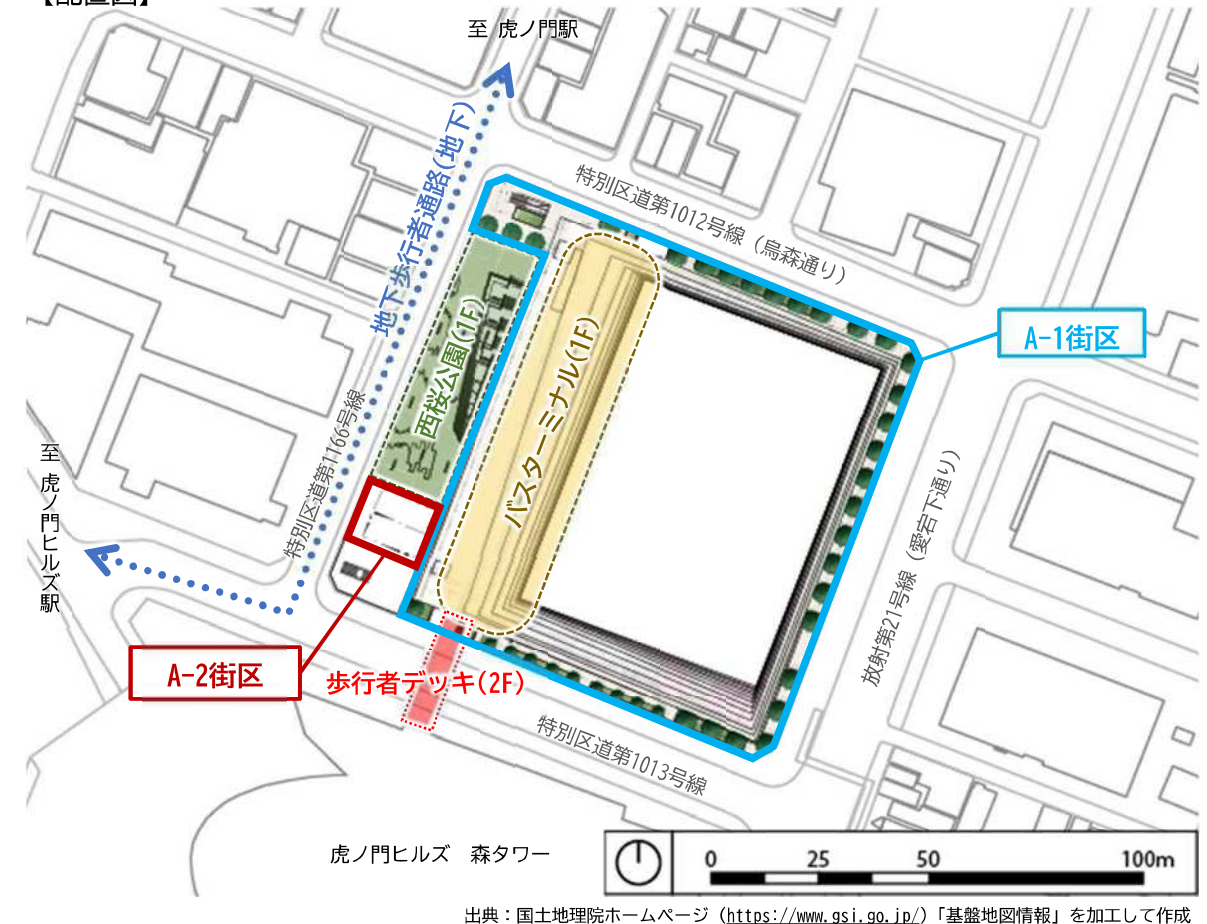 【配置図】
至 虎ノ門駅
地下歩行者通路(地下)
特別区道第1012号線（烏森通り）
A-1街区
西桜公園(1F)
バスターミナル(1F)
特別区道第1166号線
至 虎ノ門ヒルズ駅
放射第21号線（愛宕下通り）
A-2街区
歩行者デッキ(2F)
特別区道第1013号線
虎ノ門ヒルズ　森タワー
0 25 50 100m
出典：国土地理院ホームページ（https://www.gsi.go.jp/）「基盤地図情報」を加工して作成